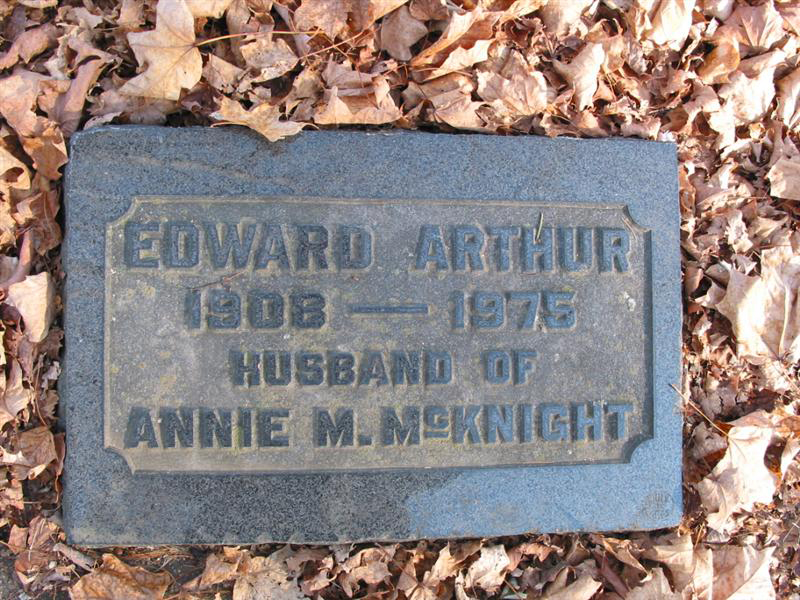 EDWARD ARTHUR
1908 — 1975
HUSBAND OF
ANNIE M. McKNIGHT